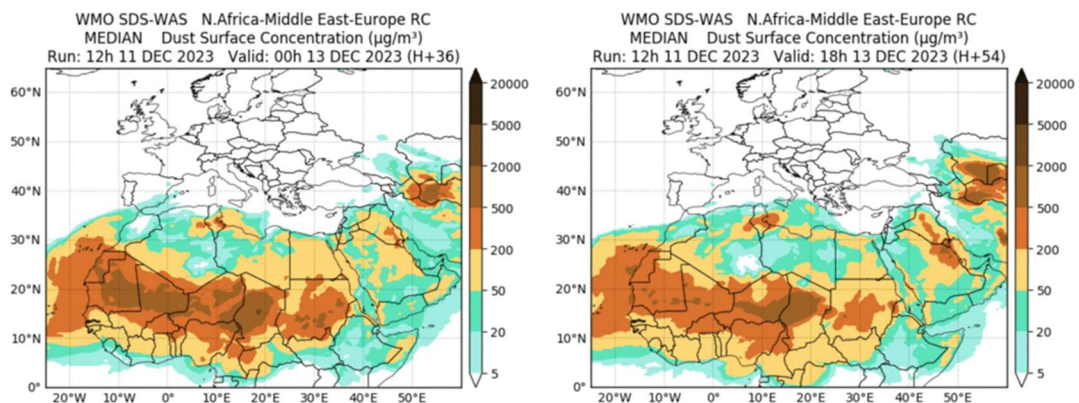 WMO SDS-WAS   N.Africa-Middle East-Europe RC
MEDIAN    Dust Surface Concentration (µg/m³)
Run: 12h 11 DEC 2023   Valid: 00h 13 DEC 2023 (H+36)
60°N
50°N
40°N
30°N
20°N
10°N
0°
20°W 10°W 0° 10°E 20°E 30°E 40°E 50°E
20000
5000
2000
500
200
50
20
5
WMO SDS-WAS   N.Africa-Middle East-Europe RC
MEDIAN    Dust Surface Concentration (µg/m³)
Run: 12h 11 DEC 2023   Valid: 18h 13 DEC 2023 (H+54)
60°N
50°N
40°N
30°N
20°N
10°N
0°
20°W 10°W 0° 10°E 20°E 30°E 40°E 50°E
20000
5000
2000
500
200
50
20
5